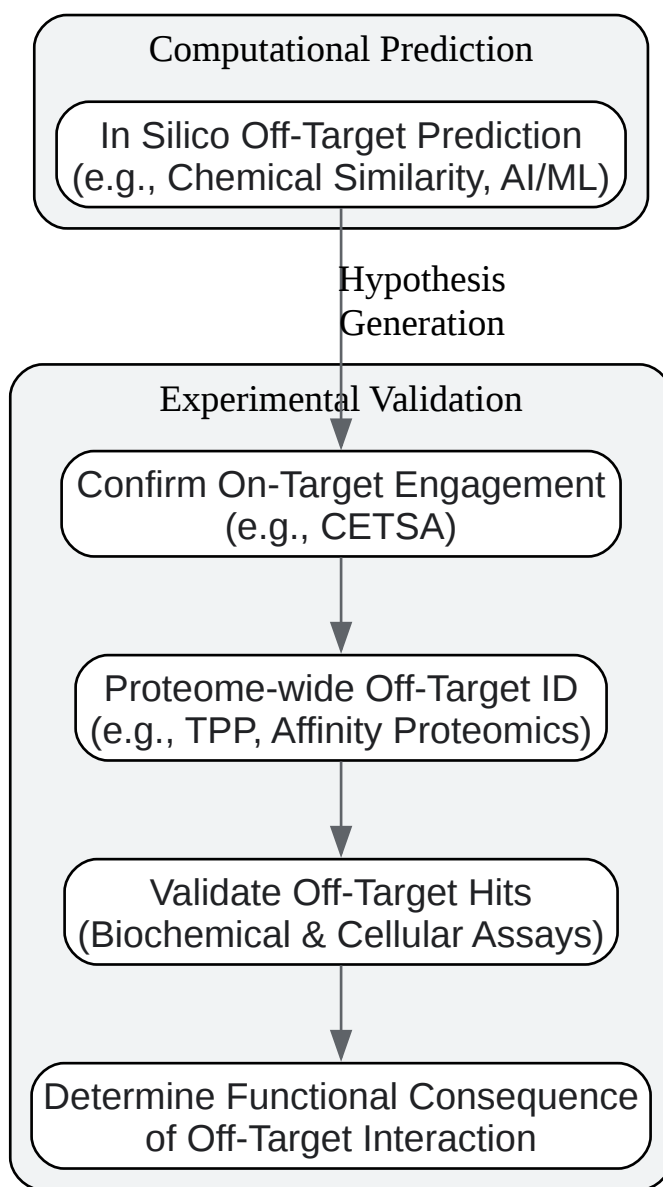 Computational Prediction
In Silico Off-Target Prediction
(e.g., Chemical Similarity, AI/ML)
Hypothesis
Generation
Experimental Validation
Confirm On-Target Engagement
(e.g., CETSA)
Proteome-wide Off-Target ID
(e.g., TPP, Affinity Proteomics)
Validate Off-Target Hits
(Biochemical & Cellular Assays)
Determine Functional Consequence
of Off-Target Interaction